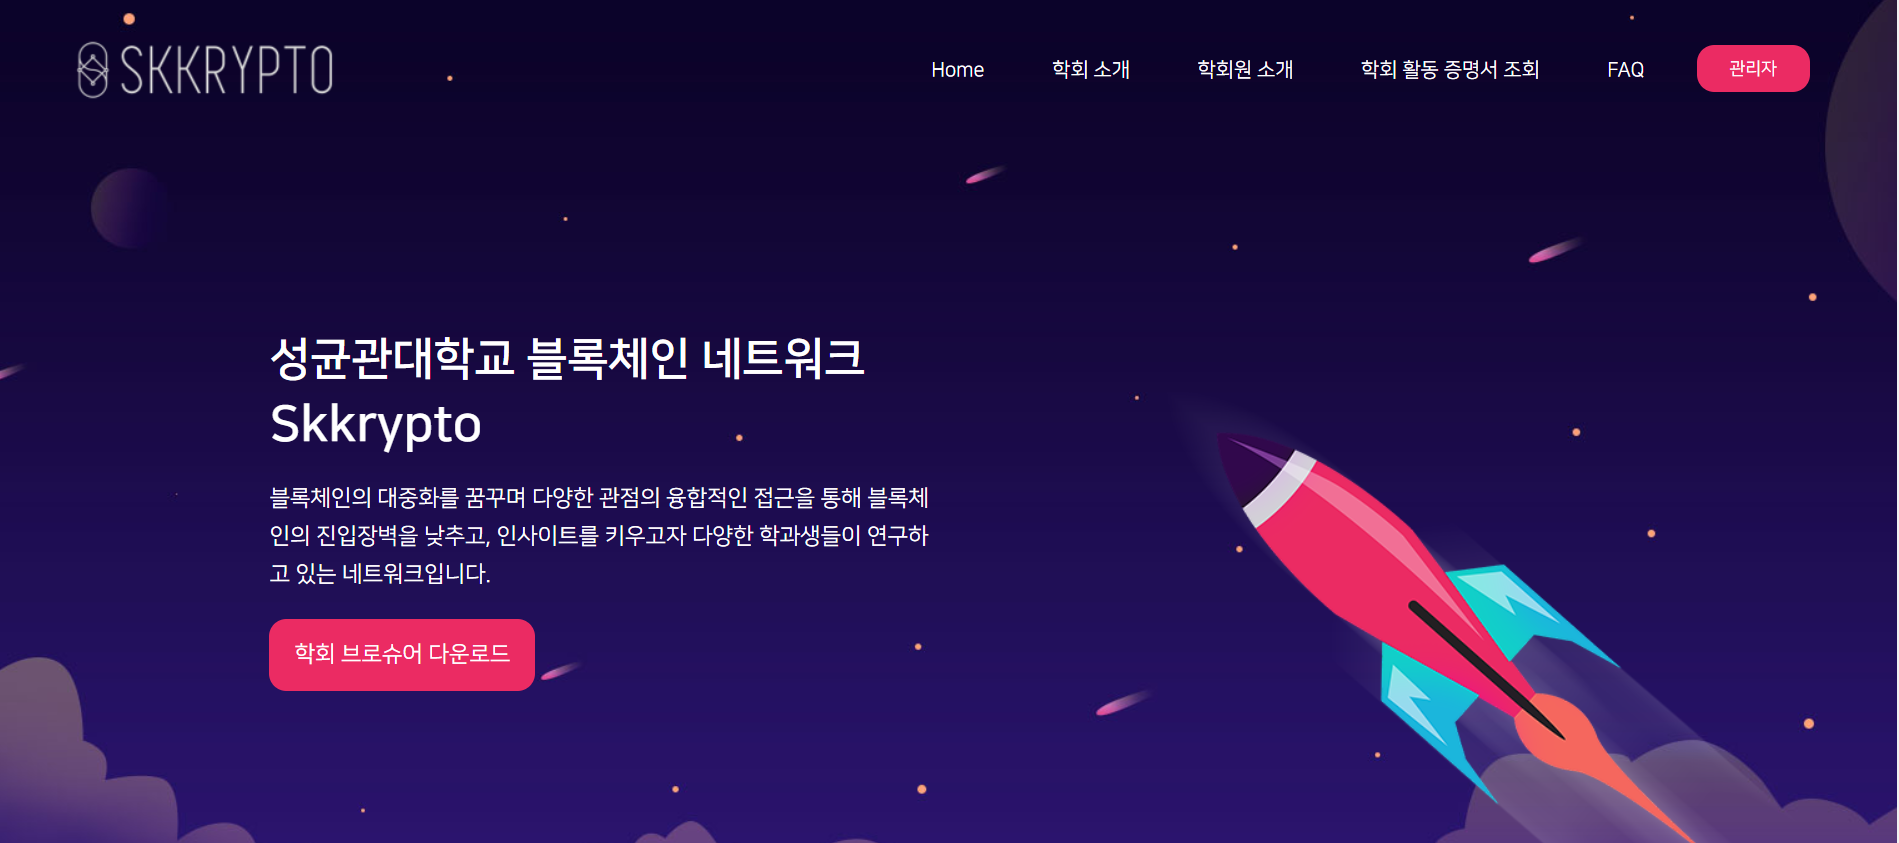 SKKRYPTO
Home 학회 소개 학회원 소개 학회 활동 증명서 조회 FAQ 관리자
성균관대학교 블록체인 네트워크
Skkrypto
블록체인의 대중화를 꿈꾸며 다양한 관점의 융합적인 접근을 통해 블록체
인의 진입장벽을 낮추고, 인사이트를 키우고자 다양한 학과생들이 연구하
고 있는 네트워크입니다.
학회 브로슈어 다운로드